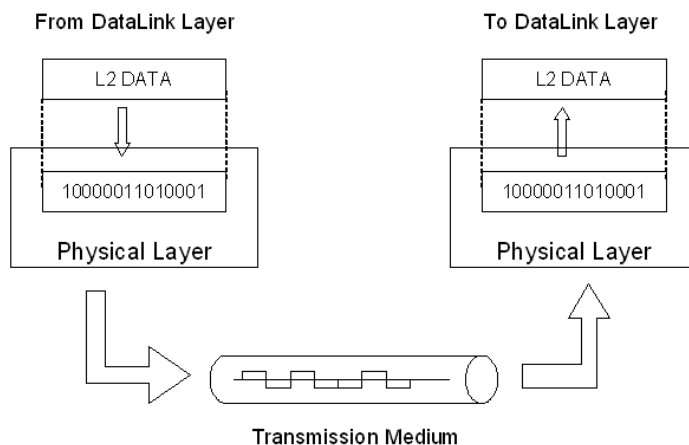 From DataLink Layer
To DataLink Layer
L2 DATA
L2 DATA
10000011010001
10000011010001
Physical Layer
Physical Layer
Transmission Medium